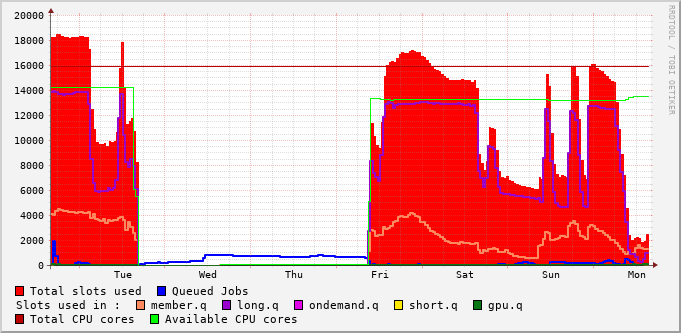 20000
18000
16000
14000
12000
10000
8000
6000
4000
2000
0
Tue Wed Thu Fri Sat Sun Mon
RRDTOOL / TOBI OETIKER
Total slots used Queued Jobs
Slots used in : member.q long.q ondemand.q short.q gpu.q
Total CPU cores Available CPU cores